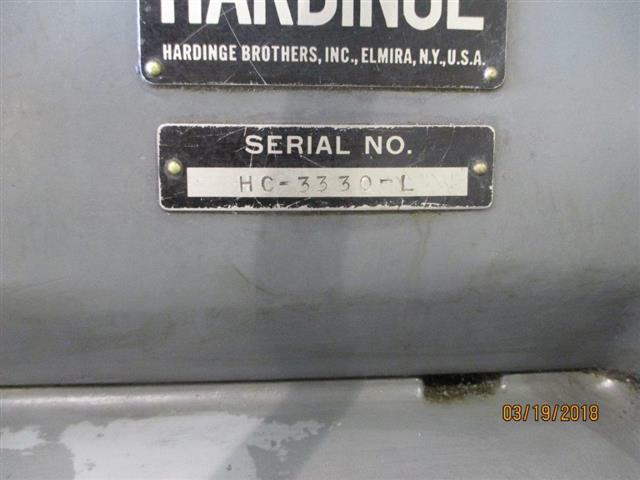 HARDINGE
HARDINGE BROTHERS, INC., ELMIRA, N.Y., U.S.A.
SERIAL NO.
HC-3330-L
03/19/2018